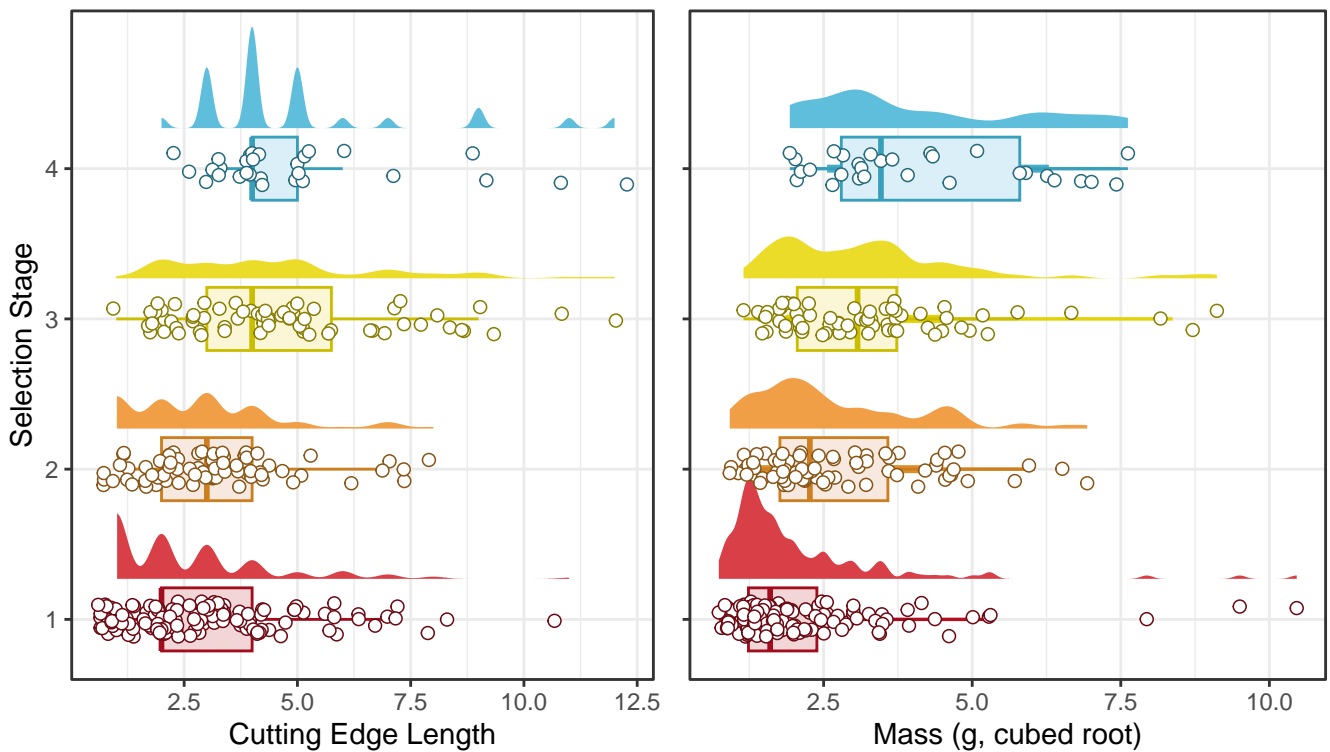 Selection Stage
4
3
2
1
2.5 5.0 7.5 10.0 12.5
Cutting Edge Length
2.5 5.0 7.5 10.0
Mass (g, cubed root)